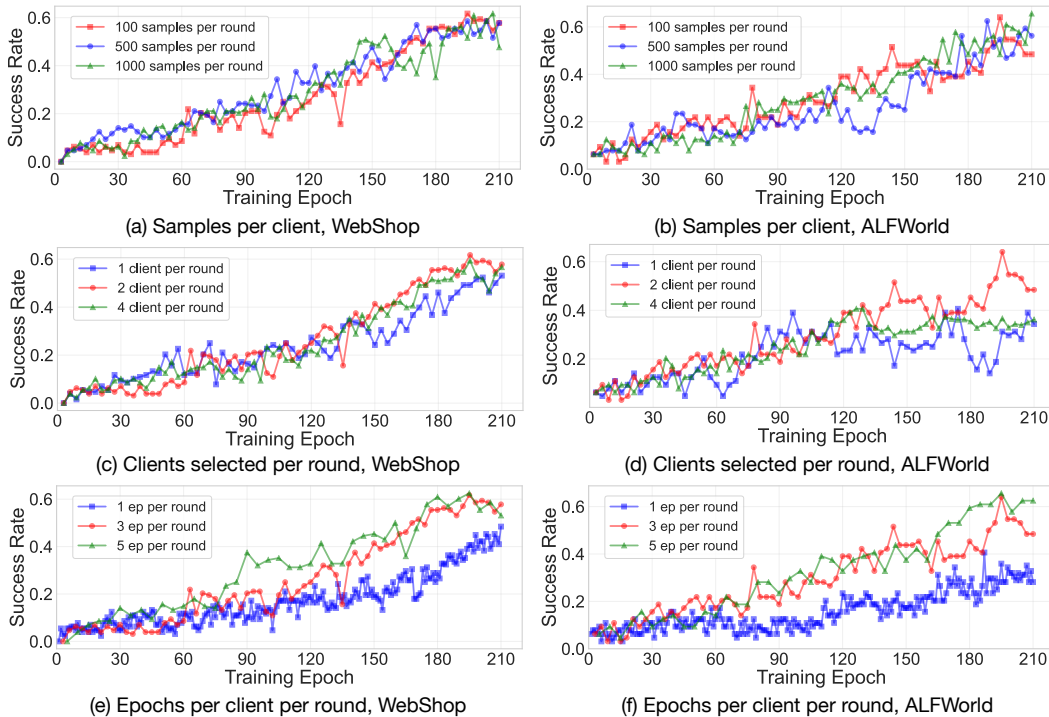 Success Rate
0.6
0.4
0.2
0.0
100 samples per round
500 samples per round
1000 samples per round
0 30 60 90 120 150 180 210
Training Epoch
(a) Samples per client, WebShop
Success Rate
0.6
0.4
0.2
0.0
100 samples per round
500 samples per round
1000 samples per round
0 30 60 90 120 150 180 210
Training Epoch
(b) Samples per client, ALFWorld
Success Rate
0.6
0.4
0.2
0.0
1 client per round
2 client per round
4 client per round
0 30 60 90 120 150 180 210
Training Epoch
(c) Clients selected per round, WebShop
Success Rate
0.6
0.4
0.2
1 client per round
2 client per round
4 client per round
0 30 60 90 120 150 180 210
Training Epoch
(d) Clients selected per round, ALFWorld
Success Rate
0.6
0.4
0.2
0.0
1 ep per round
3 ep per round
5 ep per round
0 30 60 90 120 150 180 210
Training Epoch
(e) Epochs per client per round, WebShop
Success Rate
0.6
0.4
0.2
0.0
1 ep per round
3 ep per round
5 ep per round
0 30 60 90 120 150 180 210
Training Epoch
(f) Epochs per client per round, ALFWorld